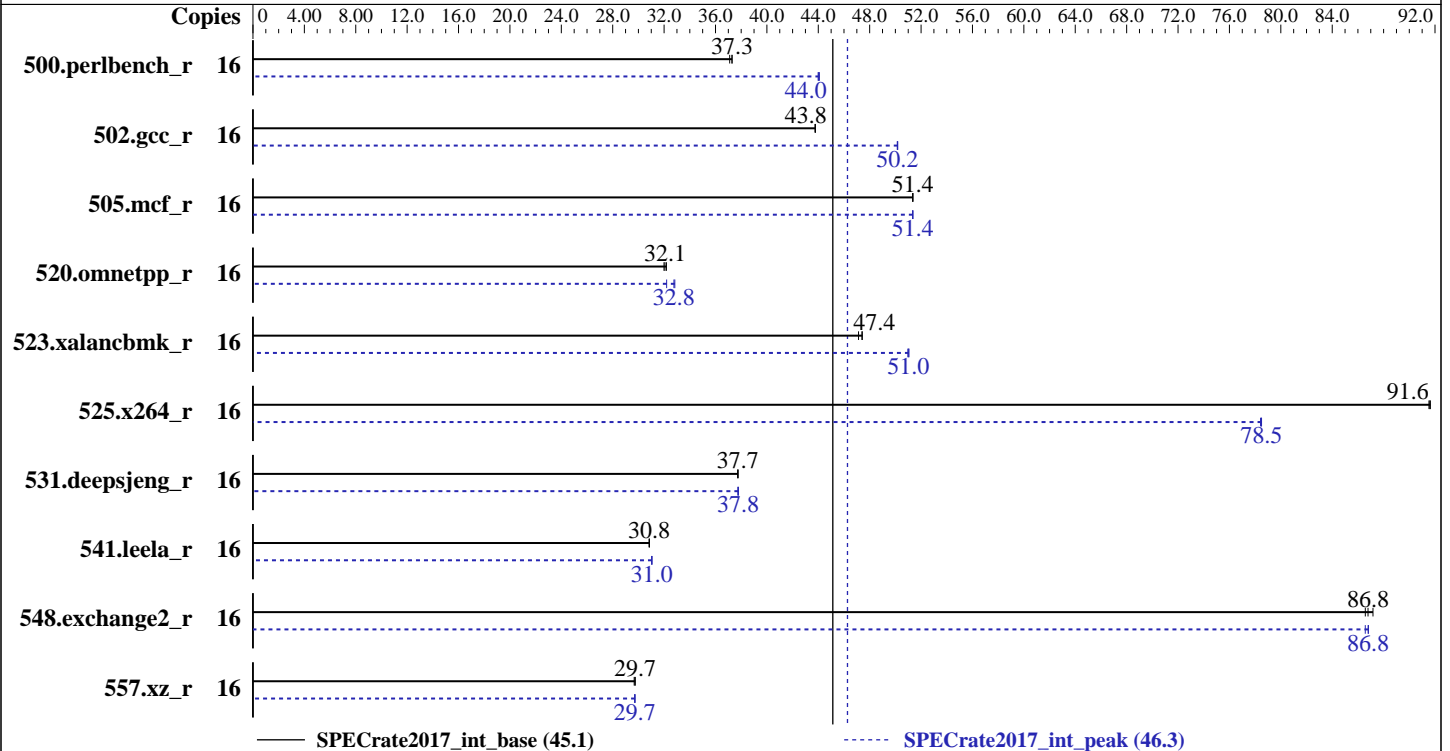 Copies 0 4.00 8.00 12.0 16.0 20.0 24.0 28.0 32.0 36.0 40.0 44.0 48.0 52.0 56.0 60.0 64.0 68.0 72.0 76.0 80.0 84.0 92.0
37.3
500.perlbench_r 16
44.0
43.8
502.gcc_r 16
50.2
51.4
505.mcf_r 16
51.4
32.1
520.omnetpp_r 16
32.8
47.4
523.xalancbmk_r 16
51.0
91.6
525.x264_r 16
78.5
37.7
531.deepsjeng_r 16
37.8
30.8
541.leela_r 16
31.0
86.8
548.exchange2_r 16
86.8
29.7
557.xz_r 16
29.7
SPECrate2017_int_base (45.1) SPECrate2017_int_peak (46.3)